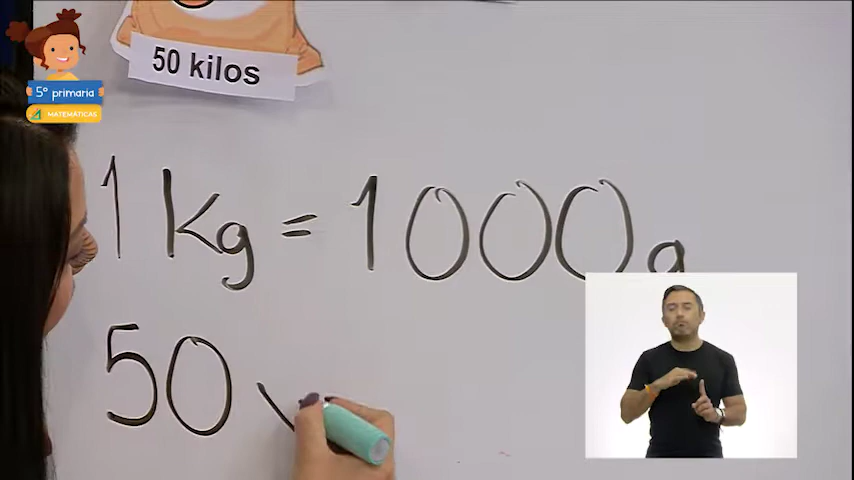 50 kilos
5° primaria
MATEMÁTICAS
1 Kg = 1000 g
50